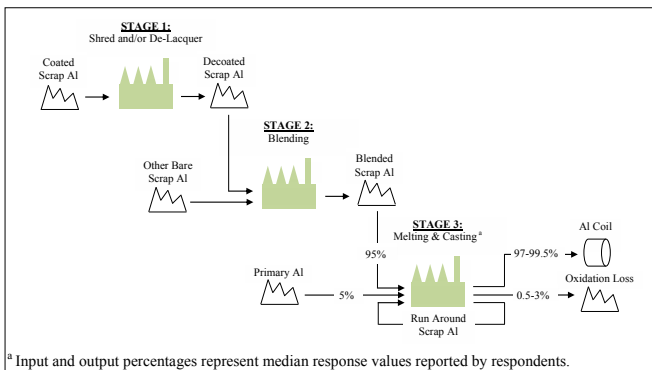 STAGE 1:
Shred and/or De-Lacquer
Coated
Scrap Al
Decoated
Scrap Al
STAGE 2:
Blending
Other Bare
Scrap Al
Blended
Scrap Al
STAGE 3:
Melting & Casting a
95%
Primary Al
5%
Run Around
Scrap Al
97-99.5%
Al Coil
0.5-3%
Oxidation Loss
a Input and output percentages represent median response values reported by respondents.